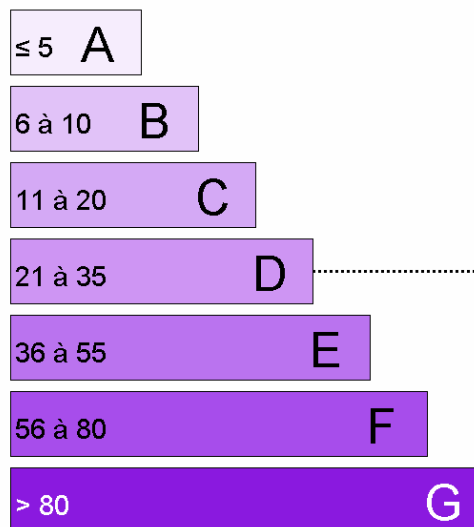 ≤ 5 A
6 à 10 B
11 à 20 C
21 à 35 D
36 à 55 E
56 à 80 F
> 80 G